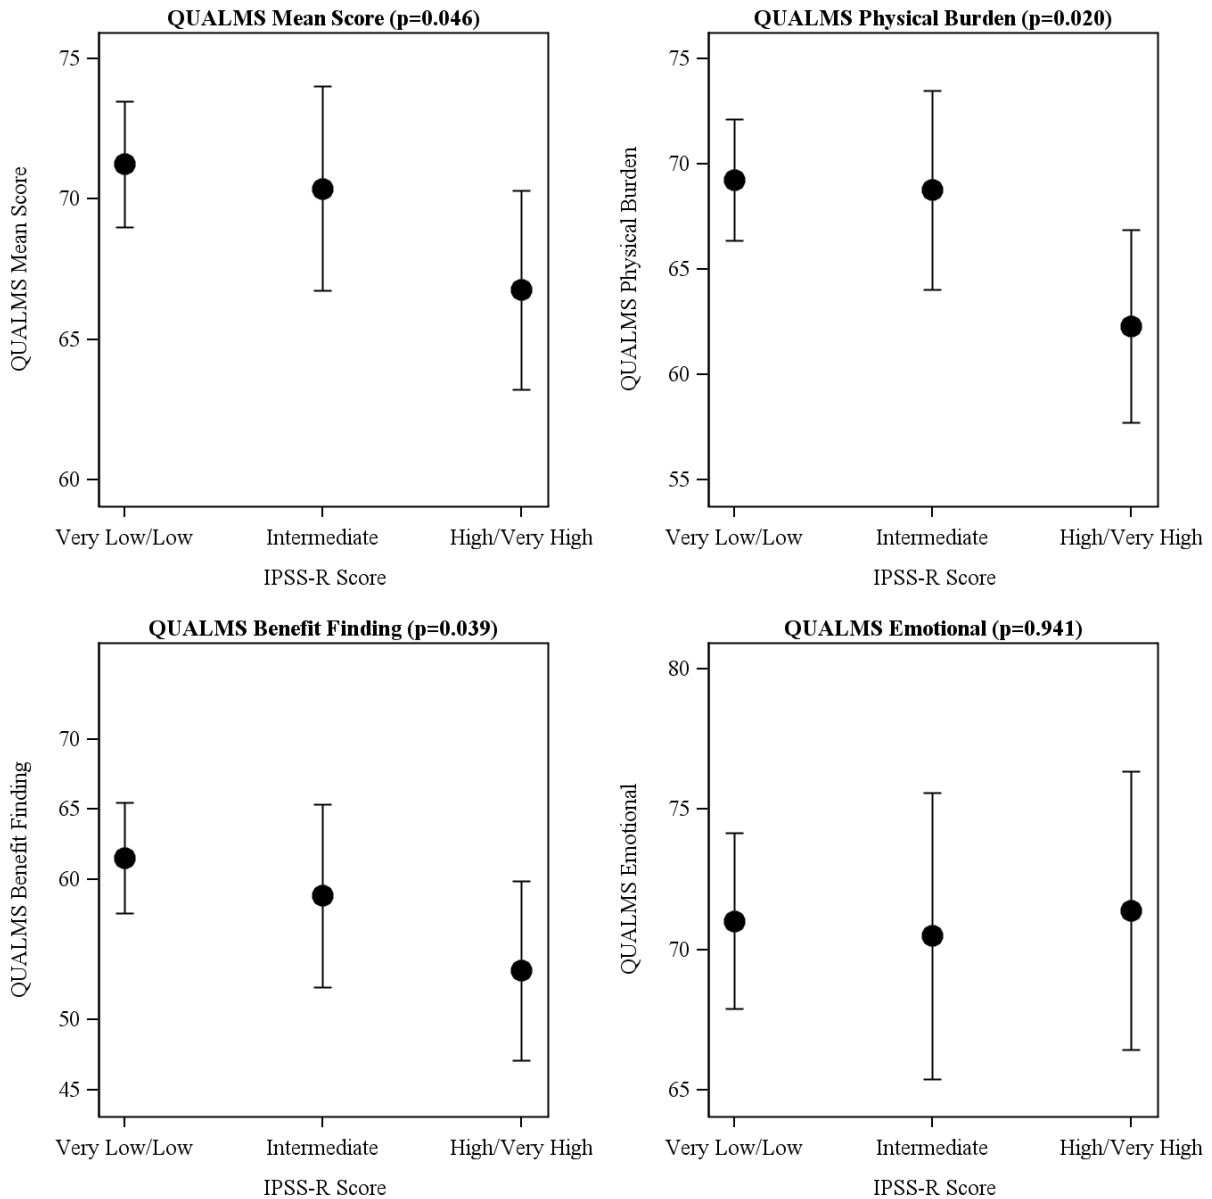 QUALMS Mean Score (p=0.046)
75
70
65
60
QUALMS Mean Score
Very Low/Low
Intermediate
High/Very High
IPSS-R Score
QUALMS Physical Burden (p=0.020)
75
70
65
60
55
QUALMS Physical Burden
Very Low/Low
Intermediate
High/Very High
IPSS-R Score
QUALMS Benefit Finding (p=0.039)
70
65
60
50
45
QUALMS Benefit Finding
Very Low/Low
Intermediate
High/Very High
IPSS-R Score
QUALMS Emotional (p=0.941)
80
75
70
65
QUALMS Emotional
Very Low/Low
Intermediate
High/Very High
IPSS-R Score